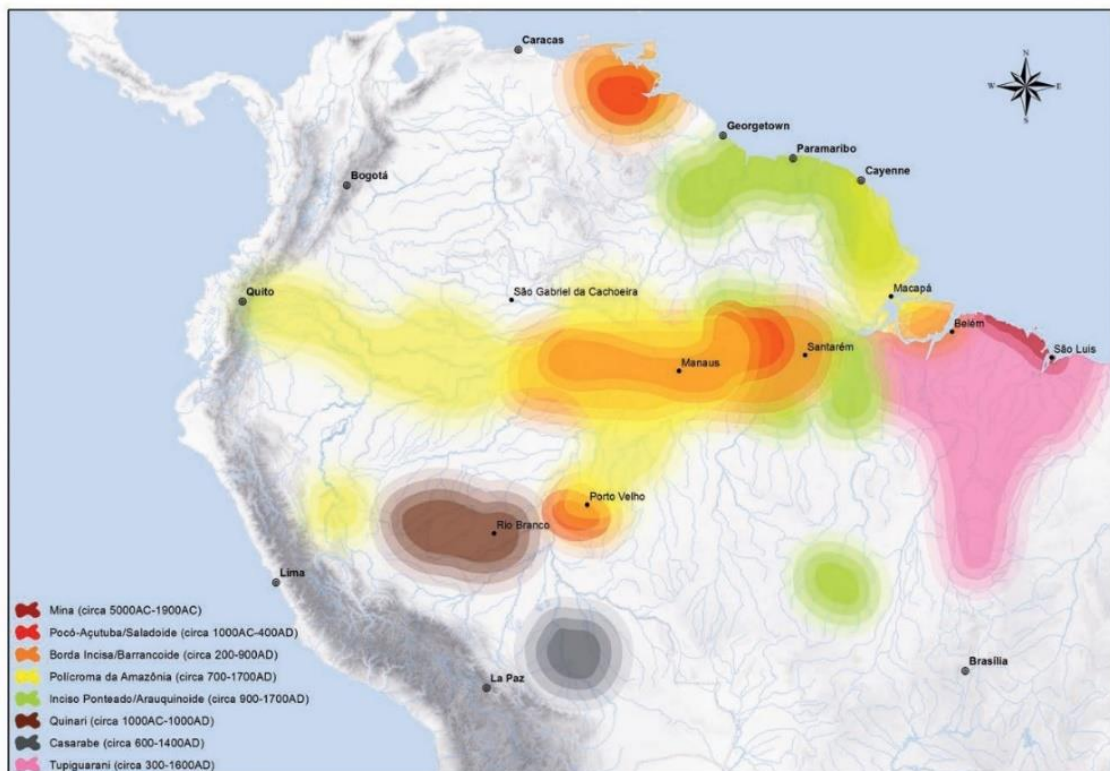 Caracas
N
W
E
S
Georgetown
Paramaribo
Cayenne
Bogotá
Quito
São Gabriel da Cachoeira
Macapá
Belém
São Luis
Santarém
Manaus
Porto Velho
Rio Branco
Lima
Brasília
La Paz
Mina (circa 5000AC-1900AC)
Pocó-Açutuba/Saladoide (circa 1000AC-400AD)
Borda Incisa/Barrancoide (circa 200-900AD)
Polícroma da Amazônia (circa 700-1700AD)
Inciso Ponteado/Arauquinoide (circa 900-1700AD)
Quinari (circa 1000AC-1000AD)
Casarabe (circa 600-1400AD)
Tupiguarani (circa 300-1600AD)